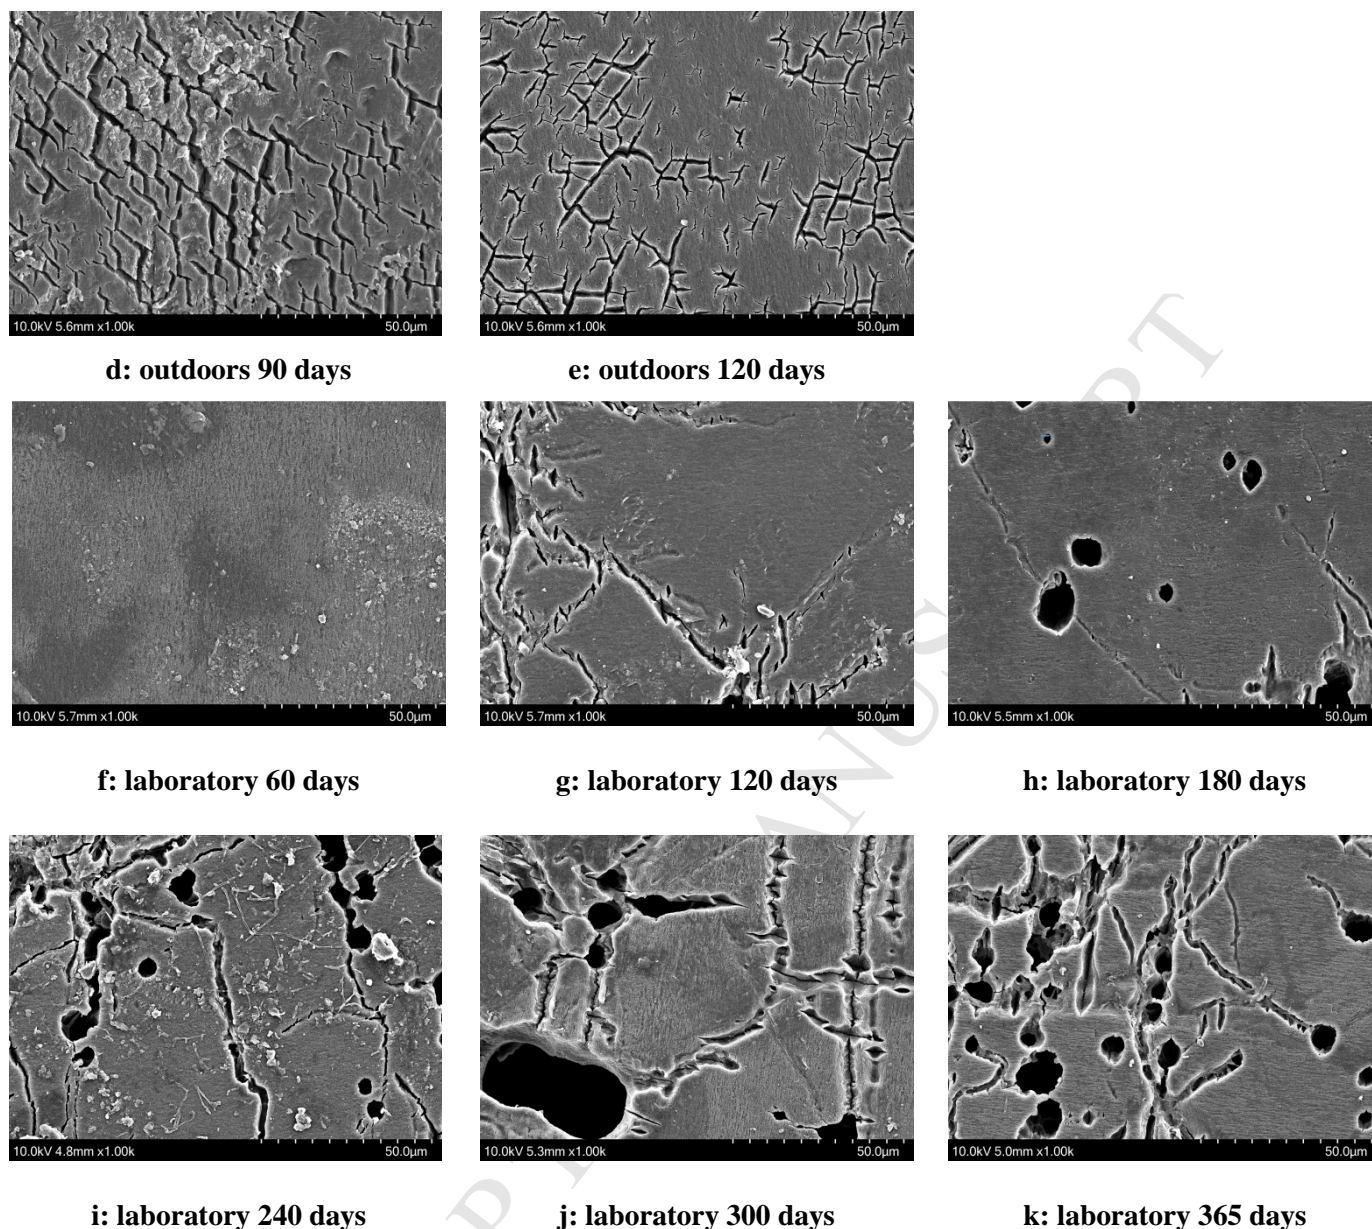 10.0kV 5.6mm x1.00k 50.0µm
10.0kV 5.6mm x1.00k 50.0µm
d: outdoors 90 days
e: outdoors 120 days
10.0kV 5.7mm x1.00k 50.0µm
10.0kV 5.7mm x1.00k 50.0µm
10.0kV 5.5mm x1.00k 50.0µm
f: laboratory 60 days
g: laboratory 120 days
h: laboratory 180 days
10.0kV 4.8mm x1.00k 50.0µm
10.0kV 5.3mm x1.00k 50.0µm
10.0kV 5.0mm x1.00k 50.0µm
i: laboratory 240 days
j: laboratory 300 days
k: laboratory 365 days